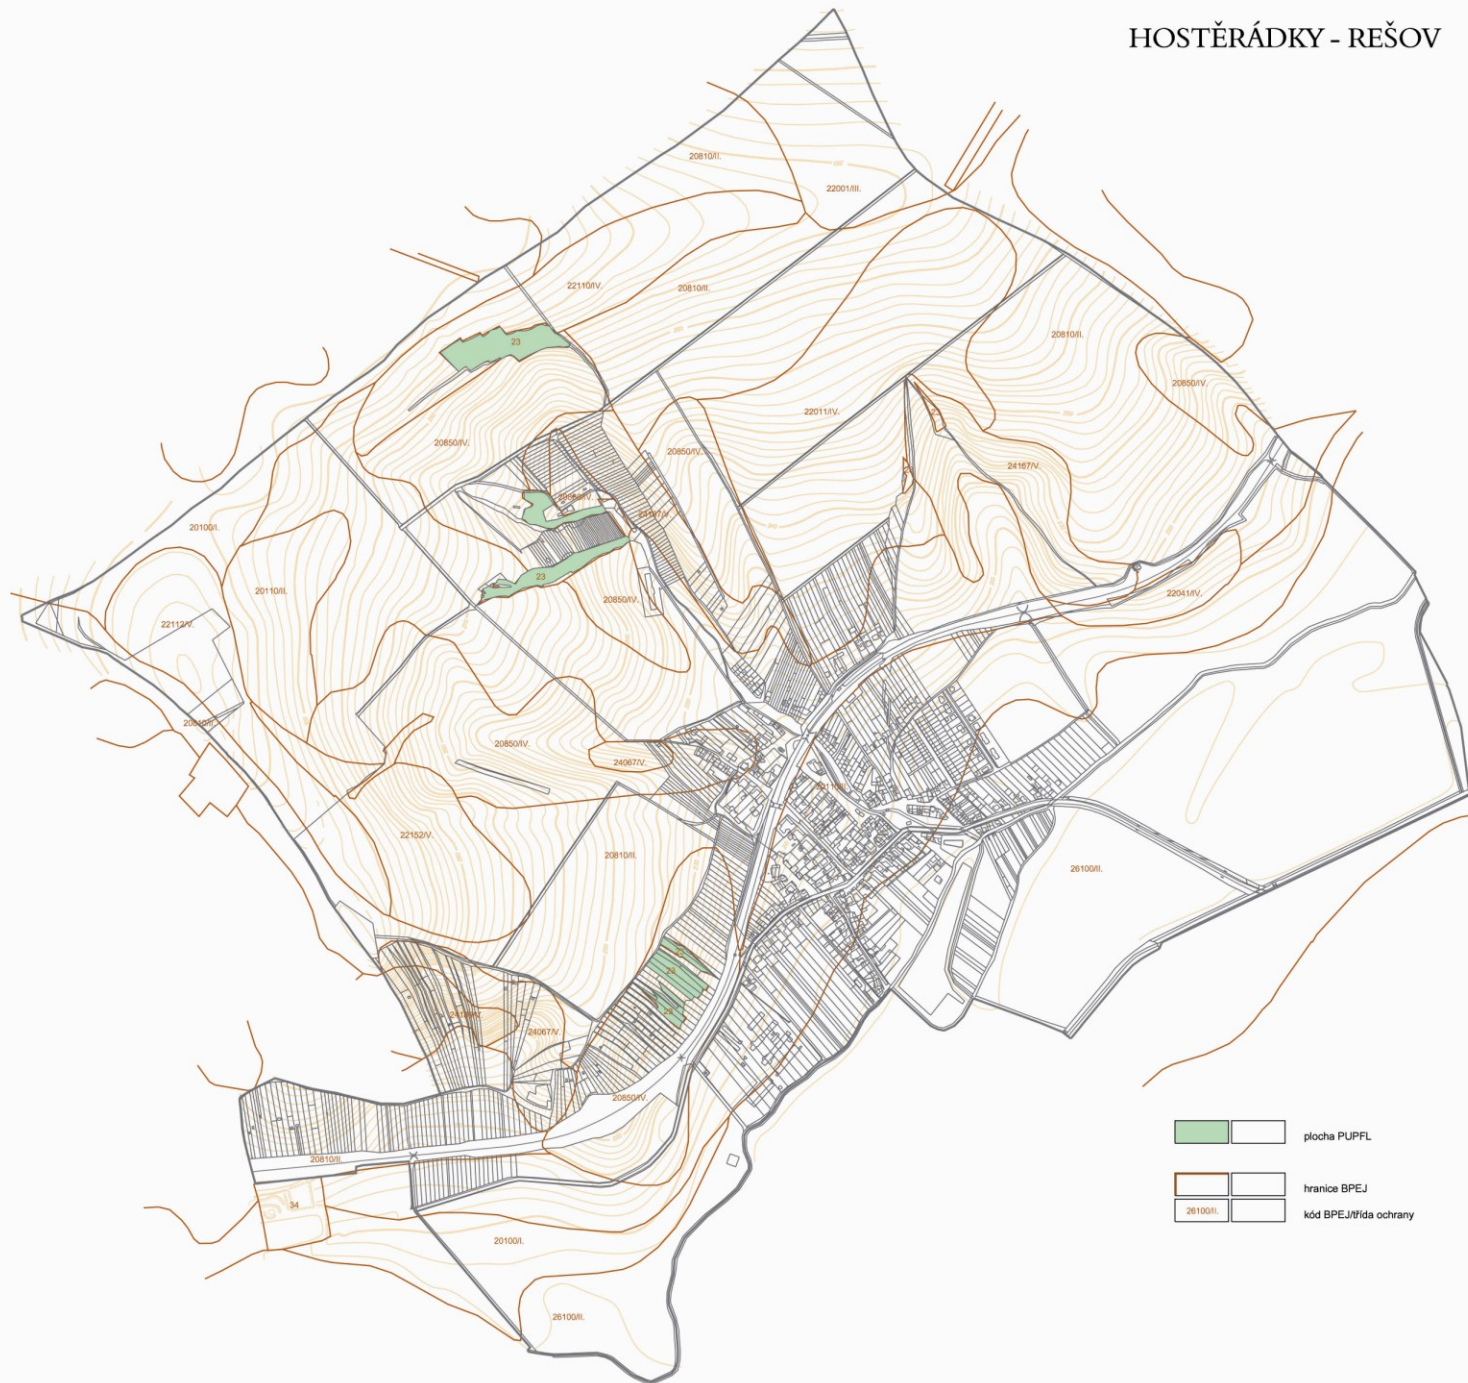 HOSTĚRÁDKY - REŠOV
20810/II.
22001/III.
22110/IV.
20810/II.
20810/II.
23
20850/IV.
22011/IV.
20850/IV.
20850/IV.
24167/V.
20100/I.
23
20110/II.
20850/IV.
22041/IV.
22112/V.
20850/IV.
24067/V.
22152/V.
20810/II.
26100/II.
23
24067/V.
20850/IV.
20810/II.
34
20100/I.
26100/II.
plocha PUPFL
hranice BPEJ
26100/II.
kód BPEJ/třída ochrany